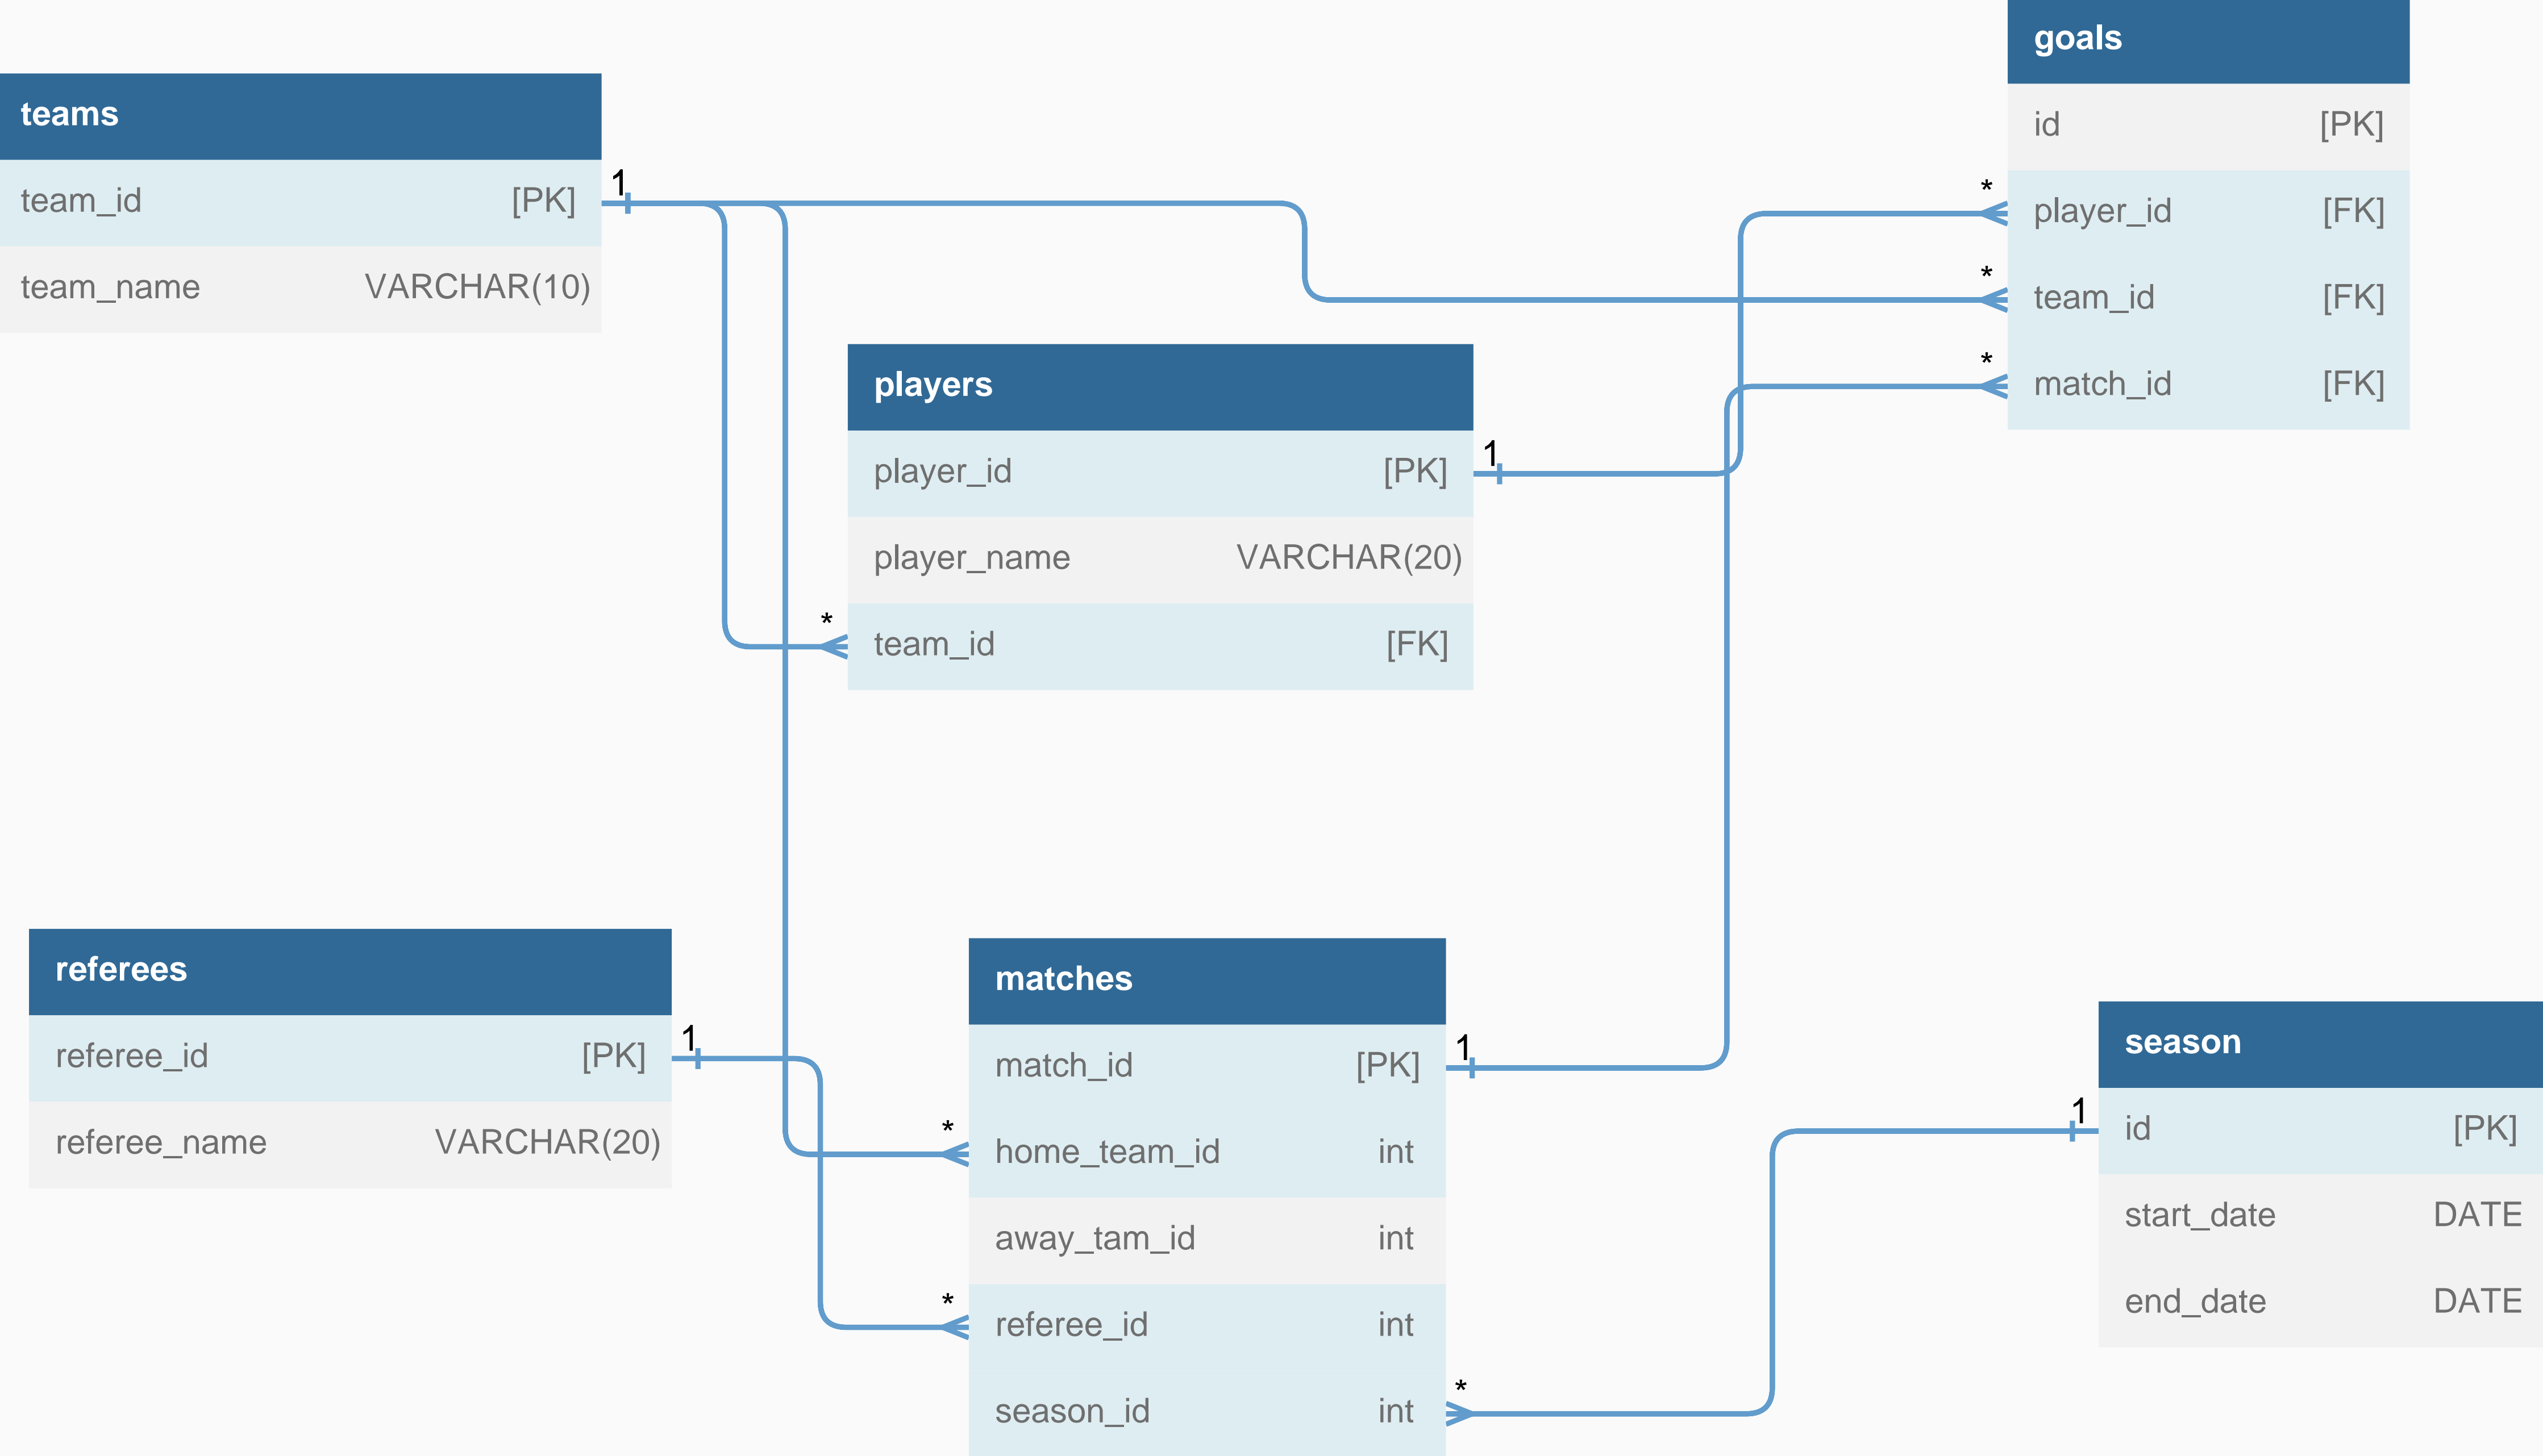 goals
id [PK]
player_id [FK]
team_id [FK]
match_id [FK]
teams
team_id [PK]
team_name VARCHAR(10)
1
*
*
*
players
player_id [PK]
player_name VARCHAR(20)
team_id [FK]
1
*
referees
referee_id [PK]
referee_name VARCHAR(20)
1
matches
match_id [PK]
home_team_id int
away_tam_id int
referee_id int
season_id int
1
*
*
*
season
id [PK]
start_date DATE
end_date DATE
1